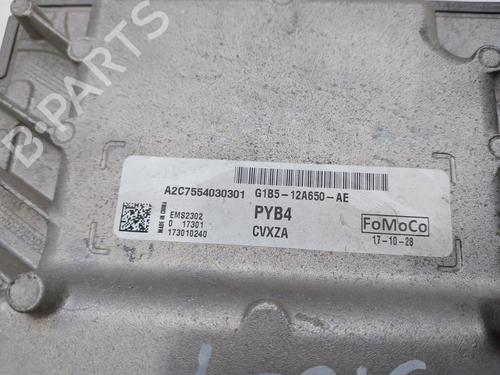 B-PARTS
A2C7554030301 G1B5-12A650-AE
MADE IN CHINA
EMS2302
0 17301
173010240
PYB4
CVXZA
FoMoCo
17-10-28